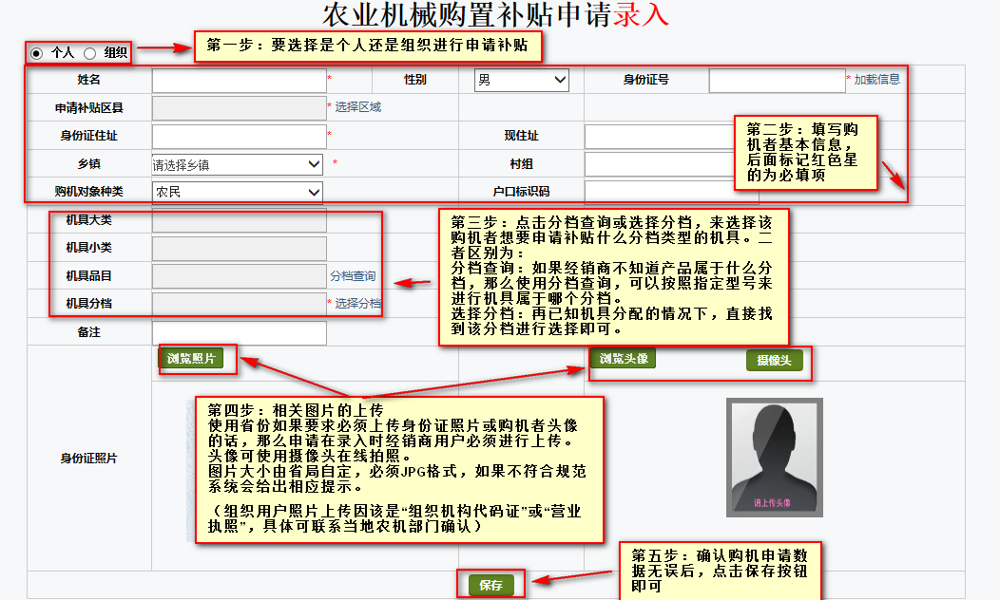 农业机械购置补贴申请录入
个人 组织
第一步：要选择是个人还是组织进行申请补贴
姓名 * 性别 男 身份证号 * 加载信息
申请补贴区县 * 选择区域
身份证住址 * 现住址
乡镇 请选择乡镇 * 村组
购机对象种类 农民 户口标识码
第二步：填写购
机者基本信息，
后面标记红色星
的为必填项
机具大类
机具小类
机具品目 分档查询
机具分档 * 选择分档
备注
第三步：点击分档查询或选择分档，来选择该
购机者想要申请补贴什么分档类型的机具。二
者区别为：
分档查询：如果经销商不知道产品属于什么分
档，那么使用分档查询，可以按照指定型号来
进行机具属于哪个分档。
选择分档：再已知机具分配的情况下，直接找
到该分档进行选择即可。
浏览照片 浏览头像 摄像头
身份证照片
第四步：相关图片的上传
使用省份如果要求必须上传身份证照片或购机者头像
的话，那么申请在录入时经销商用户必须进行上传。
头像可使用摄像头在线拍照。
图片大小由省局自定，必须JPG格式，如果不符合规范
系统会给出相应提示。
（组织用户照片上传因该是“组织机构代码证”或“营业
执照”，具体可联系当地农机部门确认）
请上传头像
保存
第五步：确认购机申请数
据无误后，点击保存按钮
即可